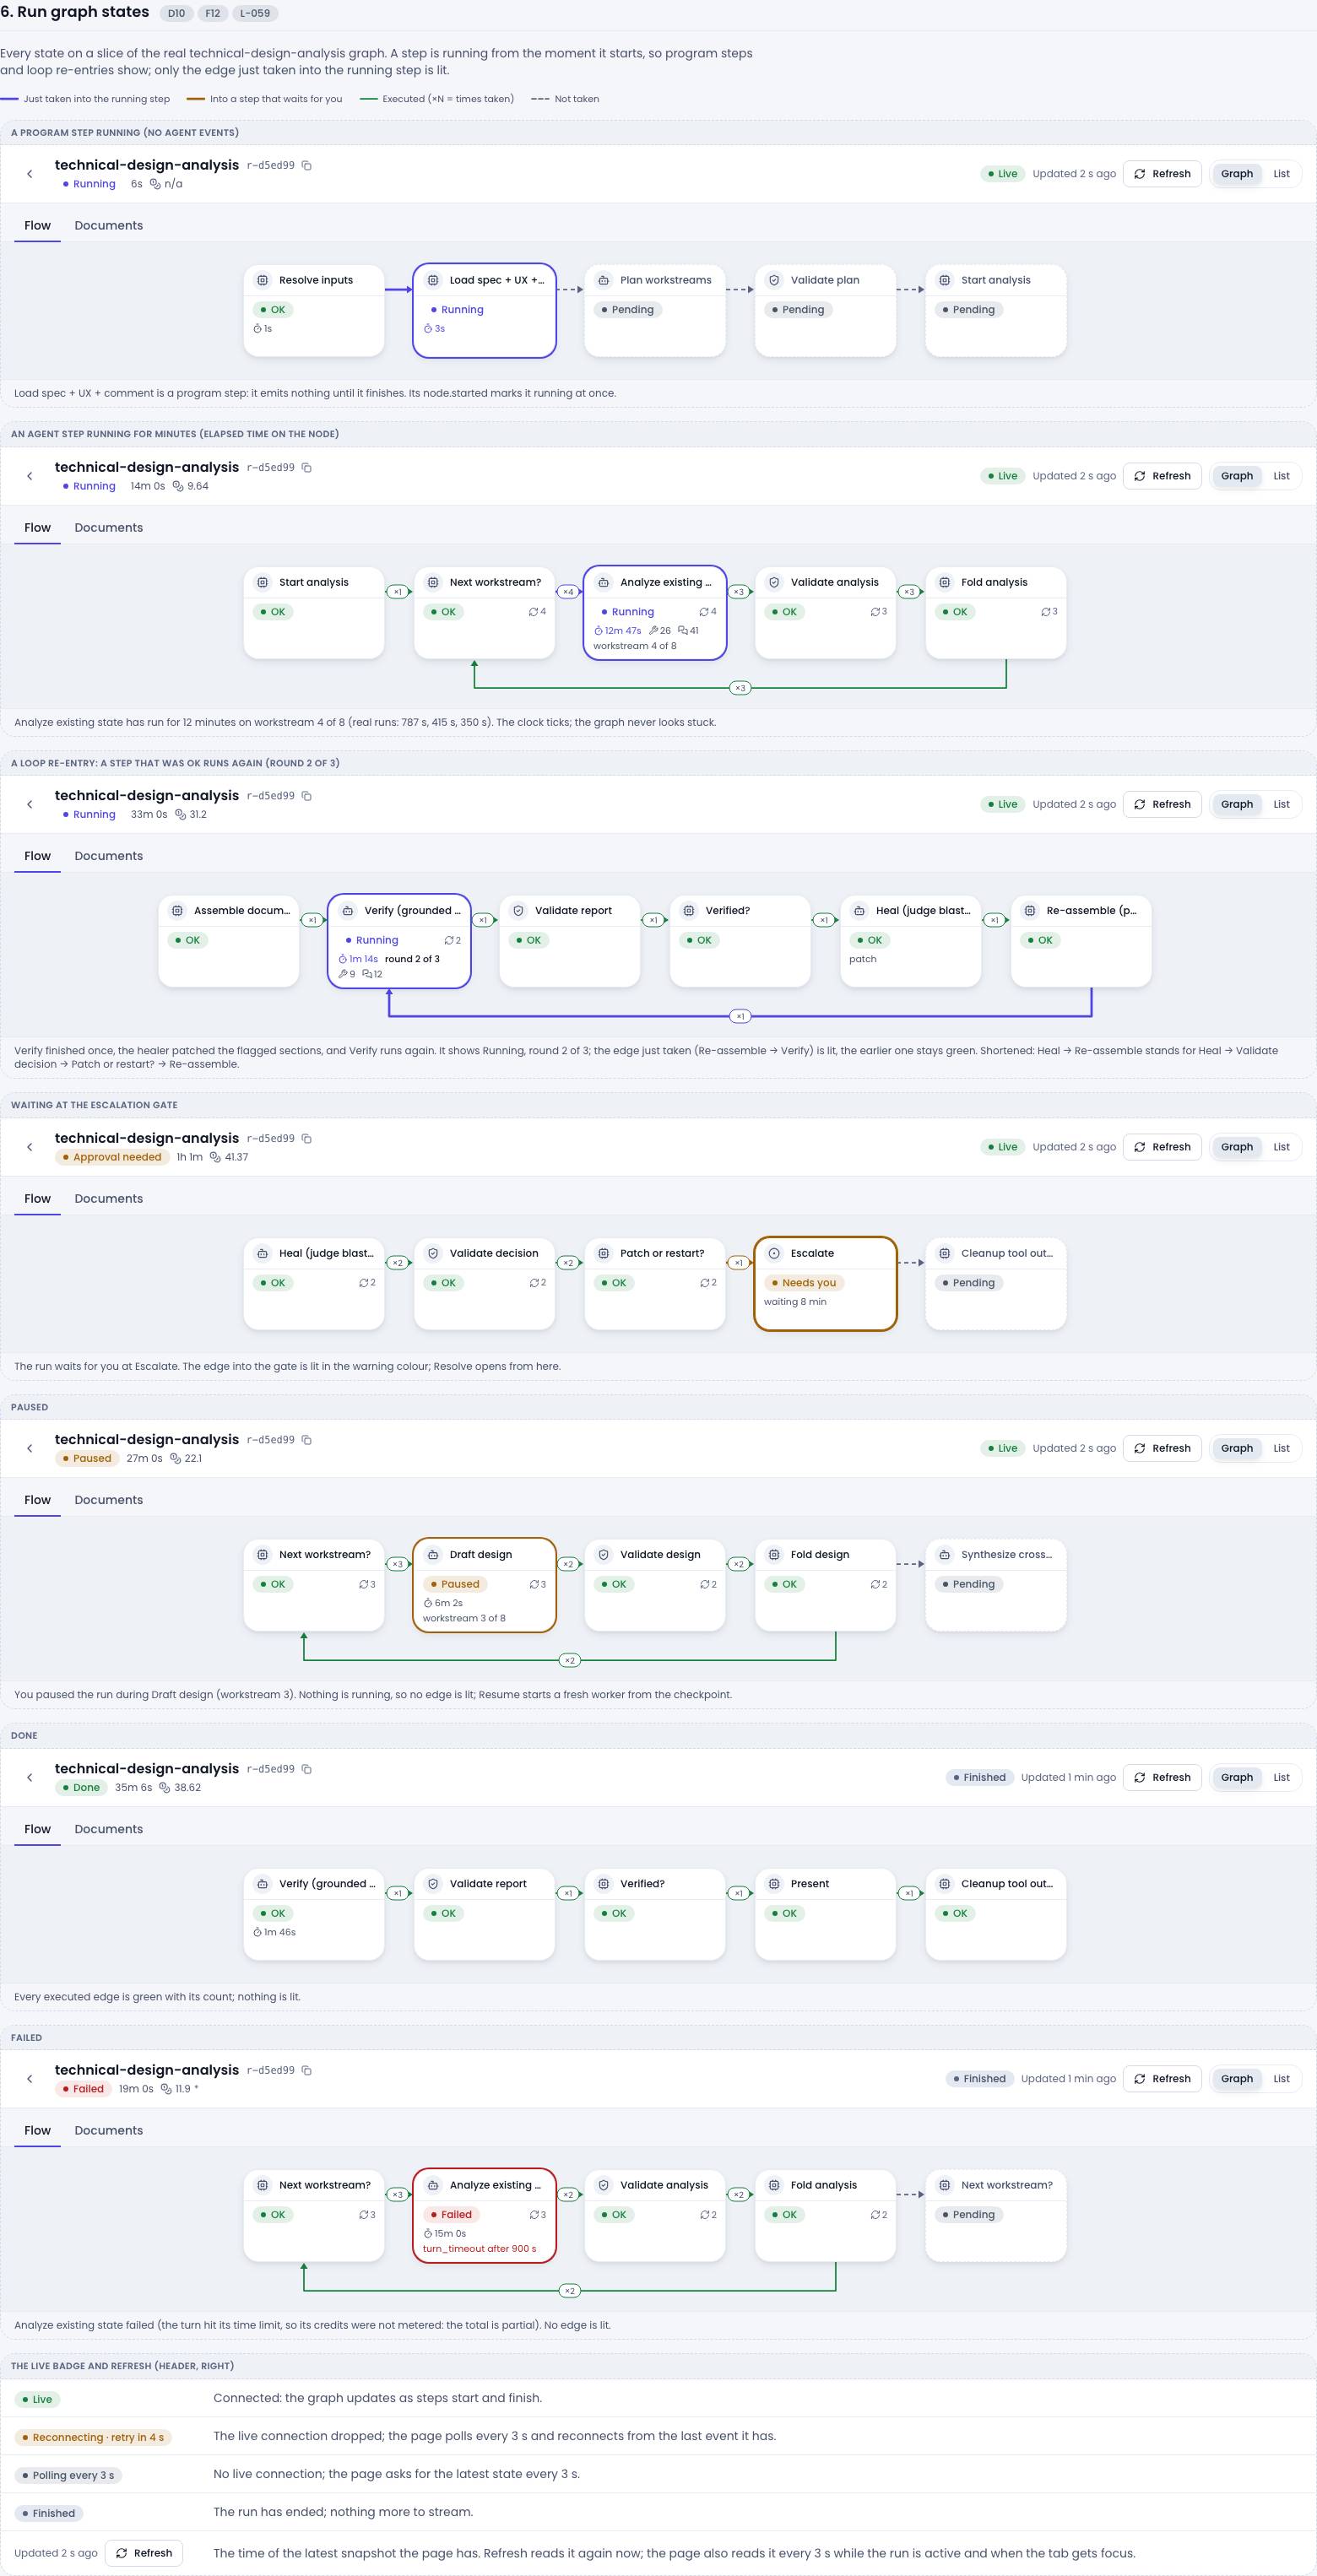 6. Run graph states D10 F12 L-059
Every state on a slice of the real technical-design-analysis graph. A step is running from the moment it starts, so program steps
and loop re-entries show; only the edge just taken into the running step is lit.
Just taken into the running step Into a step that waits for you Executed (×N = times taken) Not taken
A PROGRAM STEP RUNNING (NO AGENT EVENTS)
technical-design-analysis r-d5ed99
Running 6s n/a
Live Updated 2 s ago Refresh Graph List
Flow Documents
Resolve inputs Load spec + UX +… Plan workstreams Validate plan Start analysis
OK Running Pending Pending Pending
1s 3s
Load spec + UX + comment is a program step: it emits nothing until it finishes. Its node.started marks it running at once.
AN AGENT STEP RUNNING FOR MINUTES (ELAPSED TIME ON THE NODE)
technical-design-analysis r-d5ed99
Running 14m 0s 9.64
Live Updated 2 s ago Refresh Graph List
Flow Documents
Start analysis ×1 Next workstream? ×4 Analyze existing … ×3 Validate analysis ×3 Fold analysis
OK OK 4 Running 4 OK 3 OK 3
12m 47s 26 41
workstream 4 of 8
×3
Analyze existing state has run for 12 minutes on workstream 4 of 8 (real runs: 787 s, 415 s, 350 s). The clock ticks; the graph never looks stuck.
A LOOP RE-ENTRY: A STEP THAT WAS OK RUNS AGAIN (ROUND 2 OF 3)
technical-design-analysis r-d5ed99
Running 33m 0s 31.2
Live Updated 2 s ago Refresh Graph List
Flow Documents
Assemble docum… ×1 Verify (grounded … ×1 Validate report ×1 Verified? ×1 Heal (judge blast… ×1 Re-assemble (p…
OK Running 2 OK OK OK OK
1m 14s round 2 of 3 patch
9 12
×1
Verify finished once, the healer patched the flagged sections, and Verify runs again. It shows Running, round 2 of 3; the edge just taken (Re-assemble → Verify) is lit, the earlier one stays green. Shortened: Heal → Re-assemble stands for Heal → Validate
decision → Patch or restart? → Re-assemble.
WAITING AT THE ESCALATION GATE
technical-design-analysis r-d5ed99
Approval needed 1h 1m 41.37
Live Updated 2 s ago Refresh Graph List
Flow Documents
Heal (judge blast… ×2 Validate decision ×2 Patch or restart? ×1 Escalate Cleanup tool out…
OK 2 OK 2 OK 2 Needs you Pending
waiting 8 min
The run waits for you at Escalate. The edge into the gate is lit in the warning colour; Resolve opens from here.
PAUSED
technical-design-analysis r-d5ed99
Paused 27m 0s 22.1
Live Updated 2 s ago Refresh Graph List
Flow Documents
Next workstream? ×3 Draft design ×2 Validate design ×2 Fold design Synthesize cross…
OK 3 Paused 3 OK 2 OK 2 Pending
6m 2s
workstream 3 of 8
×2
You paused the run during Draft design (workstream 3). Nothing is running, so no edge is lit; Resume starts a fresh worker from the checkpoint.
DONE
technical-design-analysis r-d5ed99
Done 35m 6s 38.62
Finished Updated 1 min ago Refresh Graph List
Flow Documents
Verify (grounded … ×1 Validate report ×1 Verified? ×1 Present ×1 Cleanup tool out…
OK OK OK OK OK
1m 46s
Every executed edge is green with its count; nothing is lit.
FAILED
technical-design-analysis r-d5ed99
Failed 19m 0s 11.9 *
Finished Updated 1 min ago Refresh Graph List
Flow Documents
Next workstream? ×3 Analyze existing … ×2 Validate analysis ×2 Fold analysis Next workstream?
OK 3 Failed 3 OK 2 OK 2 Pending
15m 0s
turn_timeout after 900 s
×2
Analyze existing state failed (the turn hit its time limit, so its credits were not metered: the total is partial). No edge is lit.
THE LIVE BADGE AND REFRESH (HEADER, RIGHT)
Live Connected: the graph updates as steps start and finish.
Reconnecting · retry in 4 s The live connection dropped; the page polls every 3 s and reconnects from the last event it has.
Polling every 3 s No live connection; the page asks for the latest state every 3 s.
Finished The run has ended; nothing more to stream.
Updated 2 s ago Refresh The time of the latest snapshot the page has. Refresh reads it again now; the page also reads it every 3 s while the run is active and when the tab gets focus.